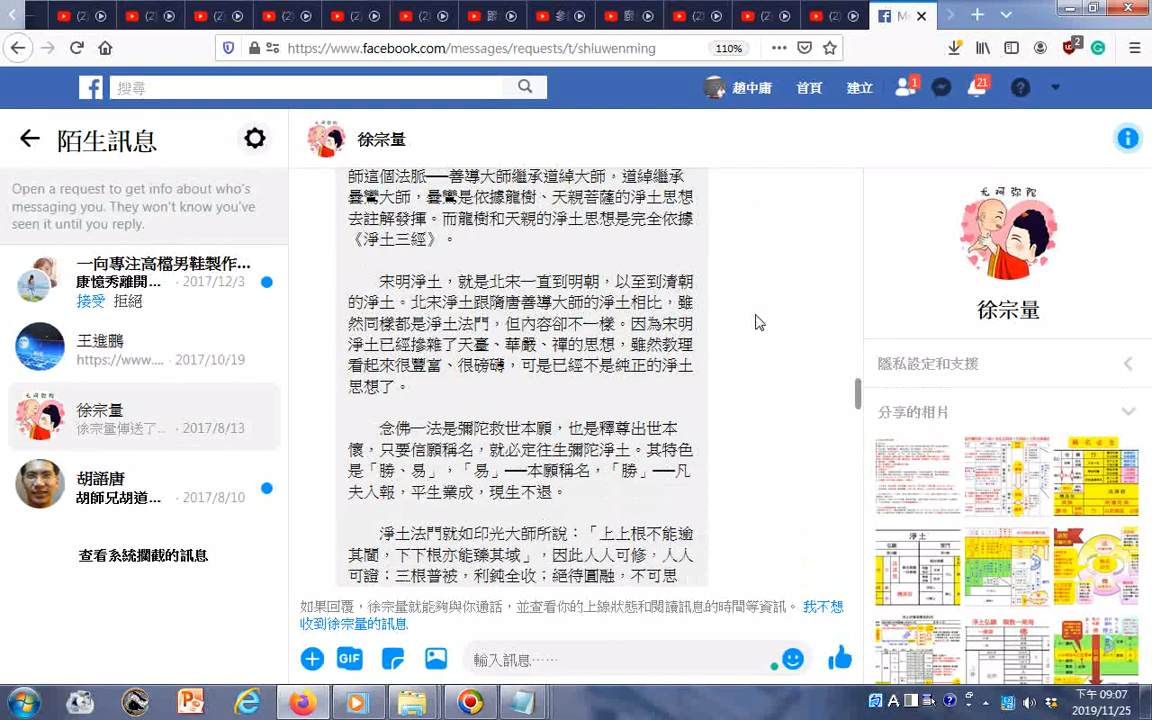 (2)
(2)
(2)
(2)
(2)
(2)
(2)
(2)
(2)
M
https://www.facebook.com/messages/requests/t/shluwenming
110%
2
搜尋
趙中庸
首頁
建立
1
21
陌生訊息
Open a request to get info about who's
messaging you. They won't know you've
seen it until you reply.
一向專注高檔男鞋製作...
康憶秀離開... · 2017/12/3
接受 拒絕
王進鵬
https://www.... · 2017/10/19
徐宗量
徐宗量傳送了... · 2017/8/13
胡語唐
胡師兄胡道... · 2017/8/10
查看系統攔截的訊息
徐宗量
師這個法脈──善導大師繼承道綽大師，道綽繼承
曇鸞大師，曇鸞是依據龍樹、天親菩薩的淨土思想
去註解發揮。而龍樹和天親的淨土思想是完全依據
《淨土三經》。
宋明淨土，就是北宋一直到明朝，以至到清朝
的淨土。北宋淨土跟隋唐善導大師的淨土相比，雖
然同樣都是淨土法門，但內容卻不一樣。因為宋明
淨土已經摻雜了天臺、華嚴、禪的思想，雖然教理
看起來很豐富、很磅礡，可是已經不是純正的淨土
思想了。
念佛一法是彌陀救世本願，也是釋尊出世本
懷，只要信願稱名，就必定往生彌陀淨土。其特色
是「勝、易」，「易」──本願稱名，「勝」──凡
夫入報，平生業成，現生不退。
淨土法門就如印光大師所說：「上上根不能逾
其閫，下下根亦能臻其域」，因此人人可修，人人
可證；三根普被，利鈍全收；絕待圓融，不可思
如果回覆，徐宗量就能夠與你通話，並查看你的上線狀態和閱讀訊息的時間等資訊。 我不想
收到徐宗量的訊息
GIF
輸入訊息……
徐宗量
隱私設定和支援
分享的相片
下午 09:07
2019/11/25